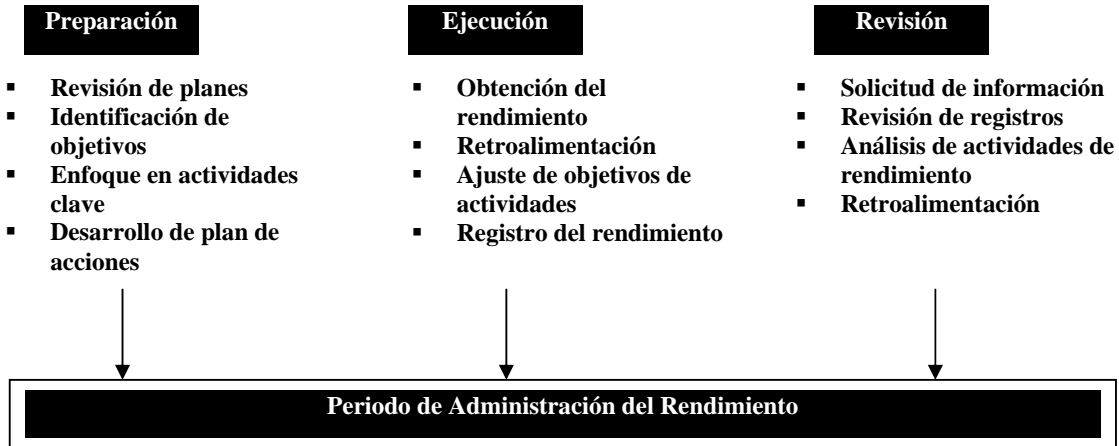 Preparación
Ejecución
Revisión
▪ Revisión de planes
▪ Identificación de
objetivos
▪ Enfoque en actividades
clave
▪ Desarrollo de plan de
acciones
▪ Obtención del
rendimiento
▪ Retroalimentación
▪ Ajuste de objetivos de
actividades
▪ Registro del rendimiento
▪ Solicitud de información
▪ Revisión de registros
▪ Análisis de actividades de
rendimiento
▪ Retroalimentación
Periodo de Administración del Rendimiento